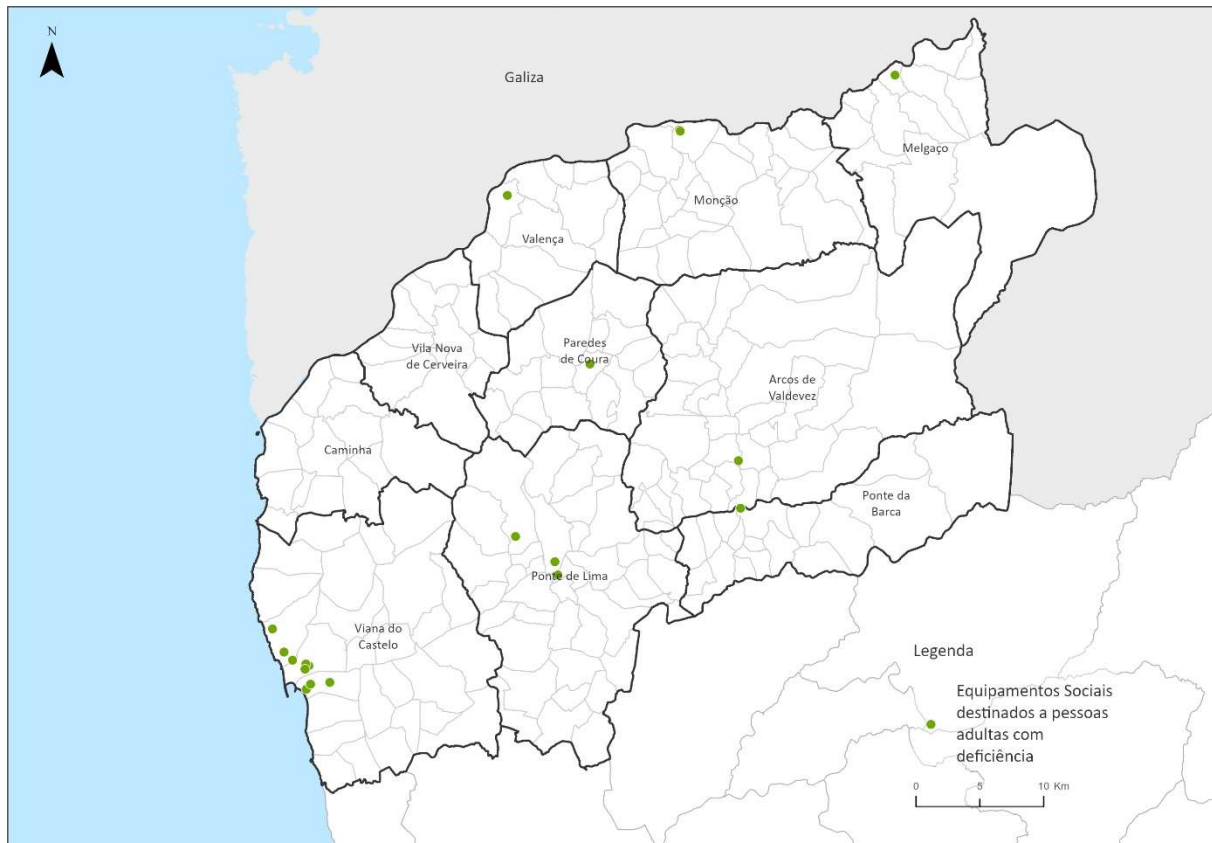 N
Galiza
Melgaço
Monção
Valença
Vila Nova
de Cerveira
Paredes
de Coura
Arcos de
Valdevez
Caminha
Ponte da
Barca
Ponte de Lima
Viana do
Castelo
Legenda
Equipamentos Sociais
destinados a pessoas
adultas com
deficiência
0 5 10 Km